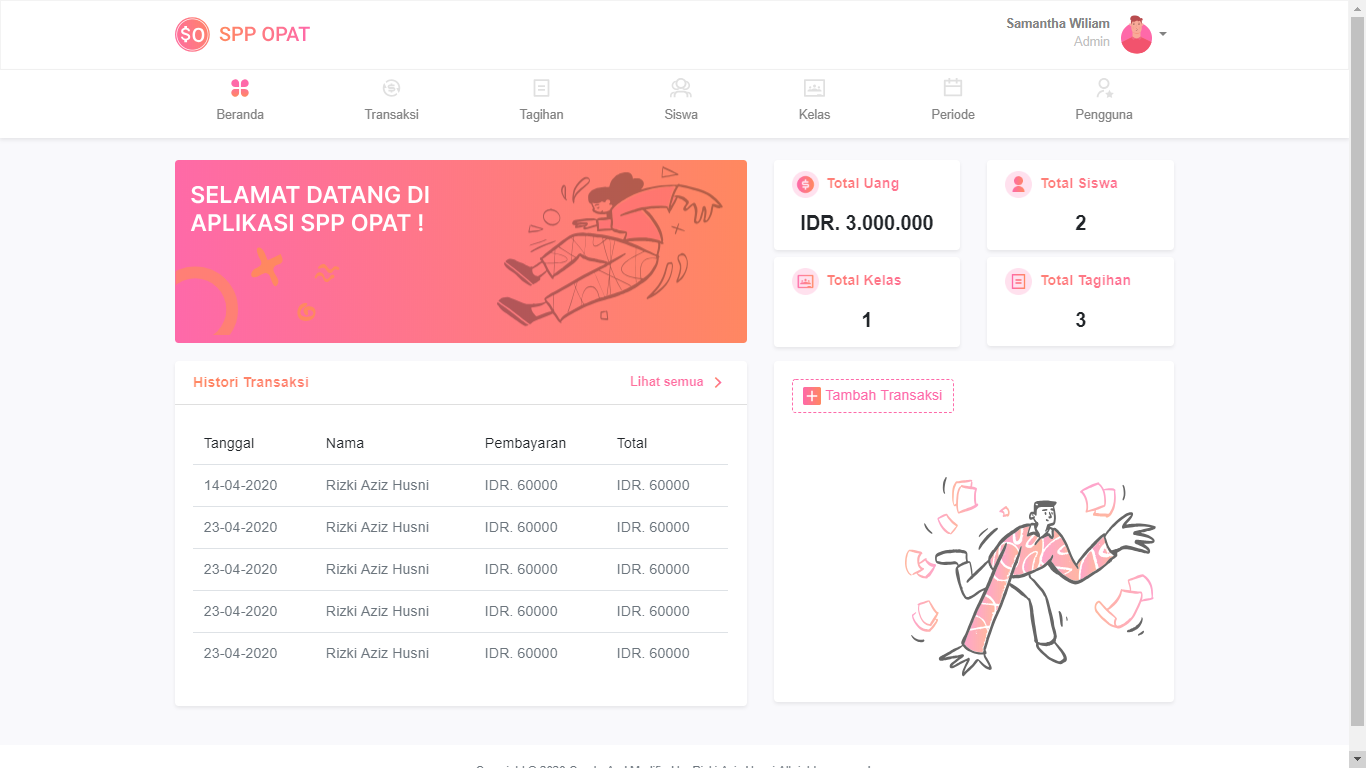 $O SPP OPAT
Samantha Wiliam
Admin
Beranda Transaksi Tagihan Siswa Kelas Periode Pengguna
SELAMAT DATANG DI
APLIKASI SPP OPAT !
Total Uang
IDR. 3.000.000
Total Siswa
2
Total Kelas
1
Total Tagihan
3
Histori Transaksi Lihat semua
Tanggal Nama Pembayaran Total
14-04-2020 Rizki Aziz Husni IDR. 60000 IDR. 60000
23-04-2020 Rizki Aziz Husni IDR. 60000 IDR. 60000
23-04-2020 Rizki Aziz Husni IDR. 60000 IDR. 60000
23-04-2020 Rizki Aziz Husni IDR. 60000 IDR. 60000
23-04-2020 Rizki Aziz Husni IDR. 60000 IDR. 60000
Tambah Transaksi